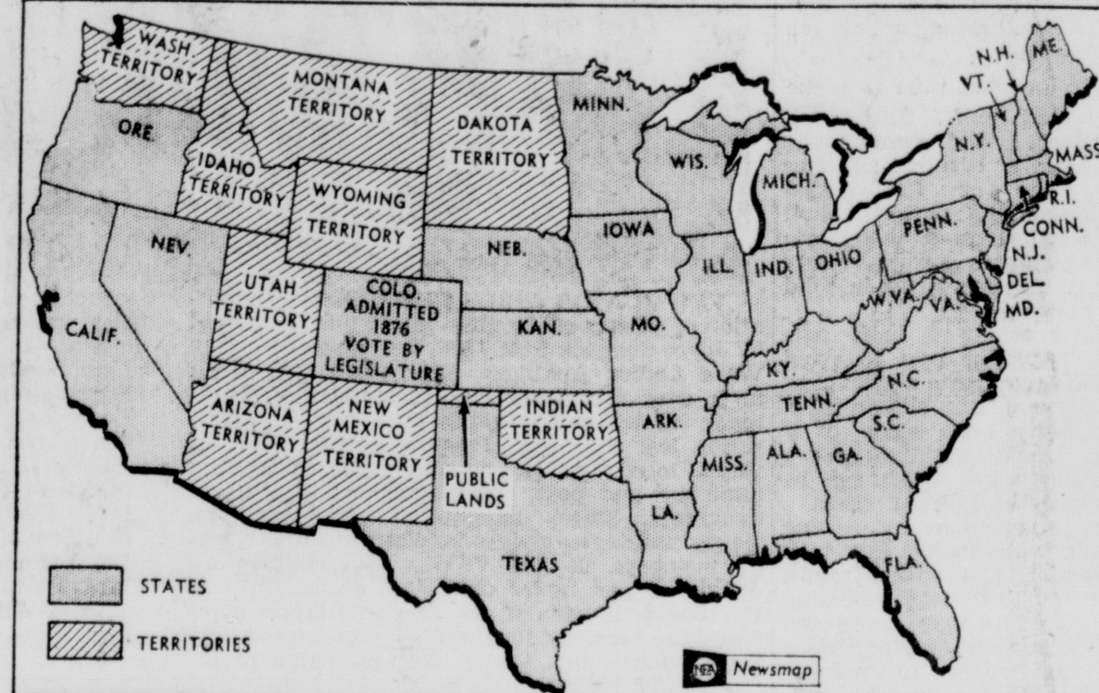 WASH.
TERRITORY
MONTANA
TERRITORY
DAKOTA
TERRITORY
MINN.
N.H.
VT.
ME.
ORE.
IDAHO
TERRITORY
WYOMING
TERRITORY
WIS.
MICH.
N.Y.
MASS.
R.I.
CONN.
NEV.
UTAH
TERRITORY
NEB.
IOWA
ILL.
IND.
OHIO
PENN.
N.J.
DEL.
MD.
CALIF.
COLO.
ADMITTED
1876
VOTE BY
LEGISLATURE
KAN.
MO.
KY.
W.VA.
VA.
ARIZONA
TERRITORY
NEW
MEXICO
TERRITORY
INDIAN
TERRITORY
PUBLIC
LANDS
ARK.
TENN.
N.C.
S.C.
MISS.
ALA.
GA.
LA.
TEXAS
FLA.
STATES
TERRITORIES
NEA Newsmap